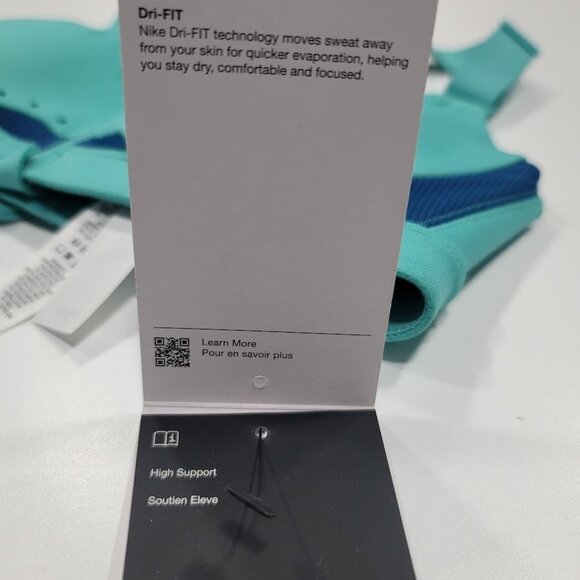 Dri-FIT
Nike Dri-FIT technology moves sweat away
from your skin for quicker evaporation, helping
you stay dry, comfortable and focused.
Learn More
Pour en savoir plus
1
High Support
Soutien Eleve